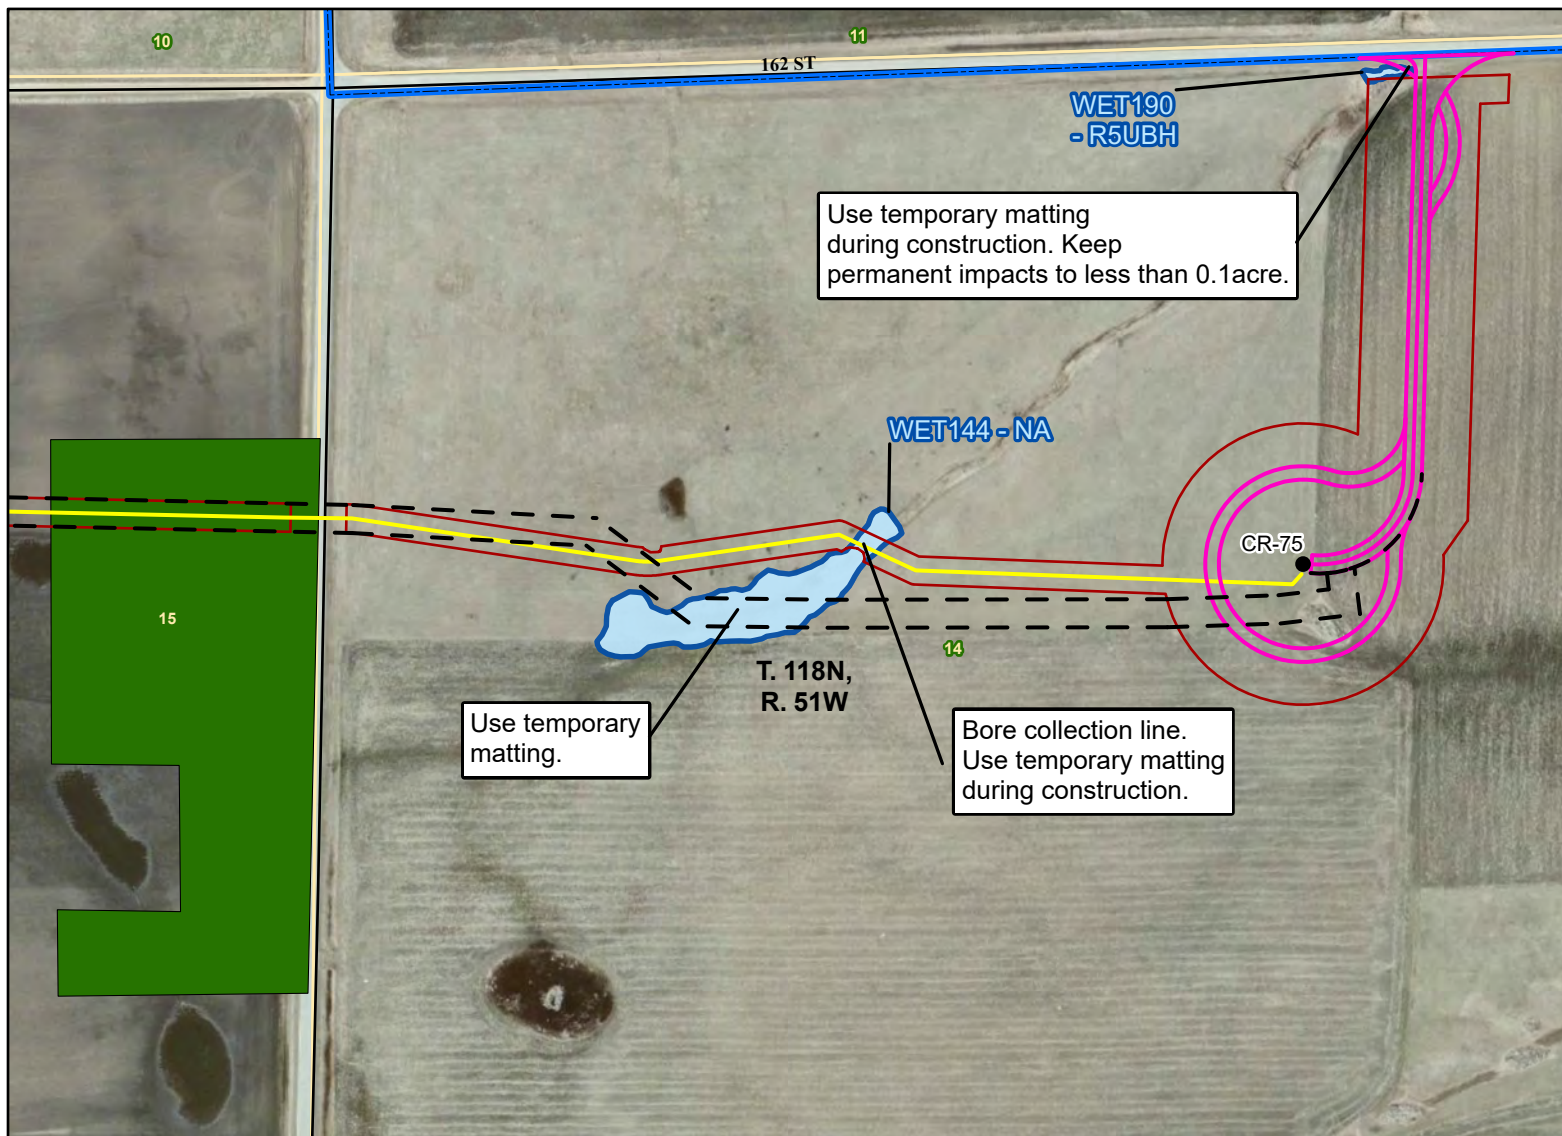 10
11
162 ST
WET190
- R5UBH
Use temporary matting
during construction. Keep
permanent impacts to less than 0.1acre.
WET144 - NA
CR-75
15
14
T. 118N,
R. 51W
Use temporary
matting.
Bore collection line.
Use temporary matting
during construction.